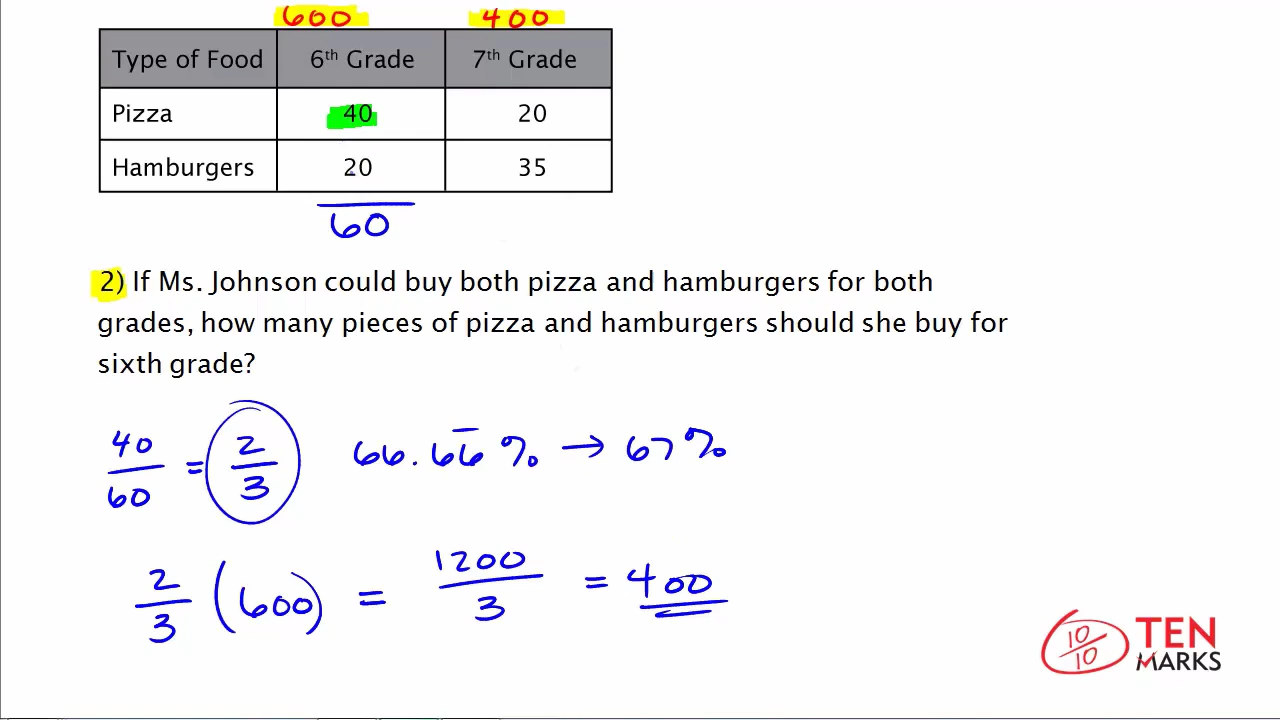 600 400
Type of Food 6th Grade 7th Grade
Pizza 40 20
Hamburgers 20 35
60
2) If Ms. Johnson could buy both pizza and hamburgers for both
grades, how many pieces of pizza and hamburgers should she buy for
sixth grade?
40/60 = 2/3 66.66% → 67%
2/3 (600) = 1200/3 = 400
10/10 TEN
MARKS